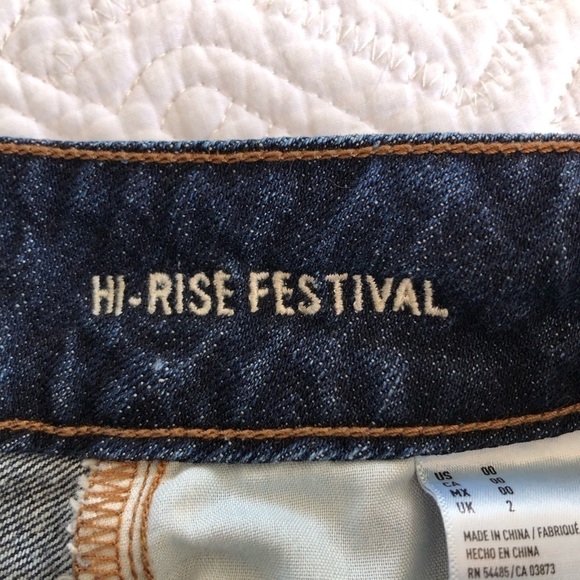 HI-RISE FESTIVAL
US 00
CA 00
MX 00
UK 2
MADE IN CHINA / FABRIQUÉ
HECHO EN CHINA
RN 54485/CA 03873